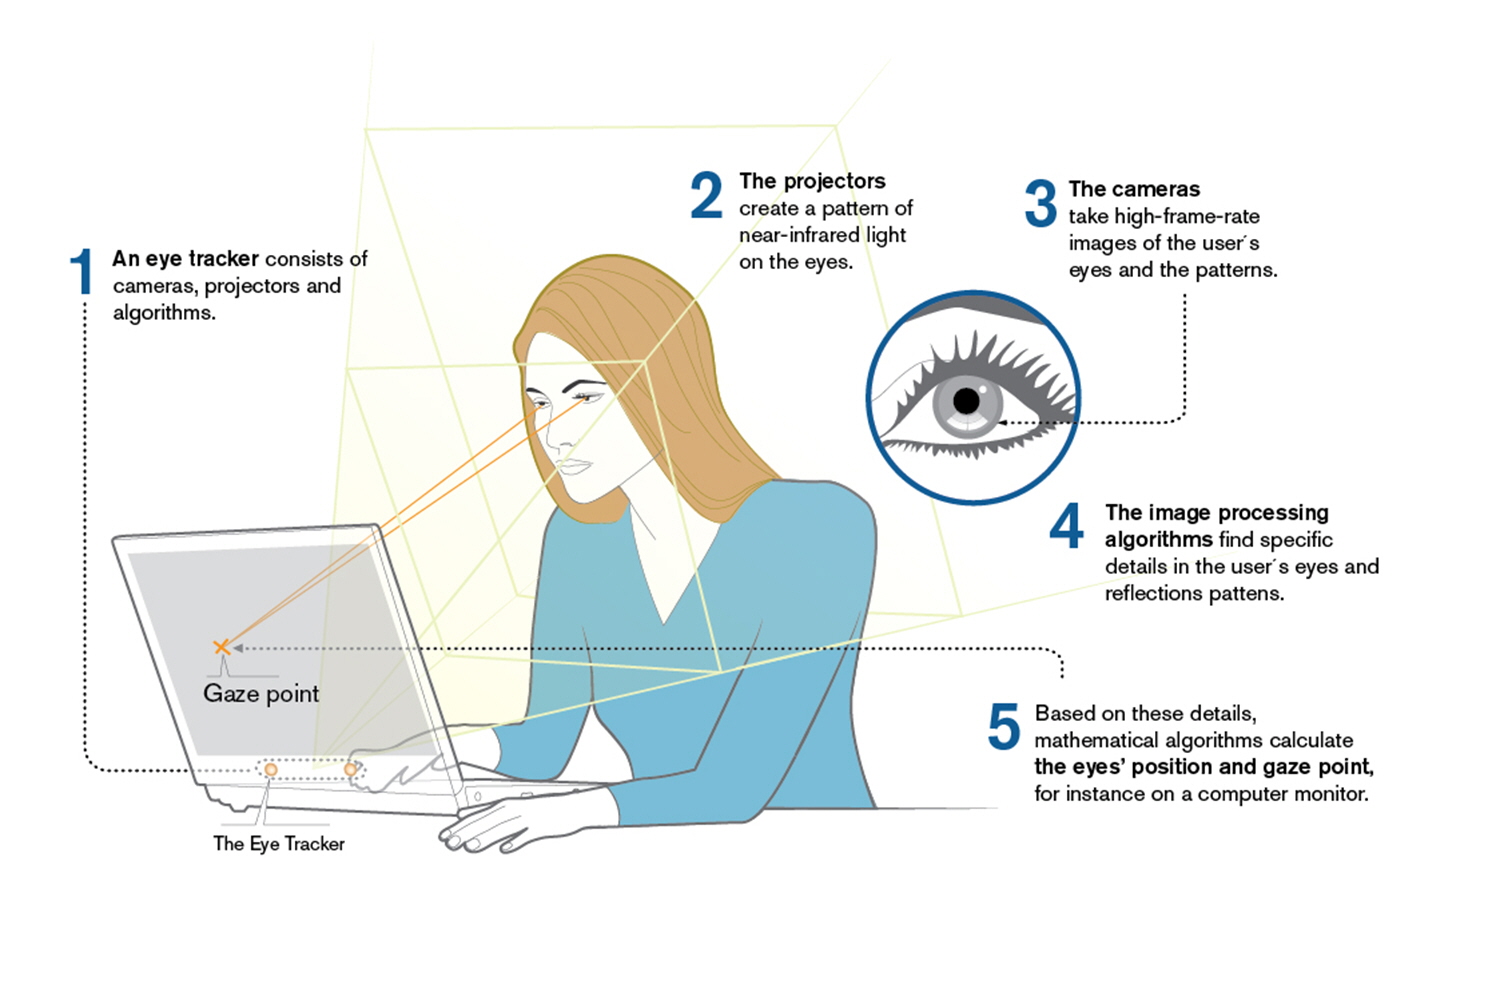 1
An eye tracker consists of
cameras, projectors and
algorithms.
2
The projectors
create a pattern of
near-infrared light
on the eyes.
3
The cameras
take high-frame-rate
images of the user´s
eyes and the patterns.
4
The image processing
algorithms find specific
details in the user´s eyes and
reflections pattens.
5
Based on these details,
mathematical algorithms calculate
the eyes’ position and gaze point,
for instance on a computer monitor.
Gaze point
The Eye Tracker